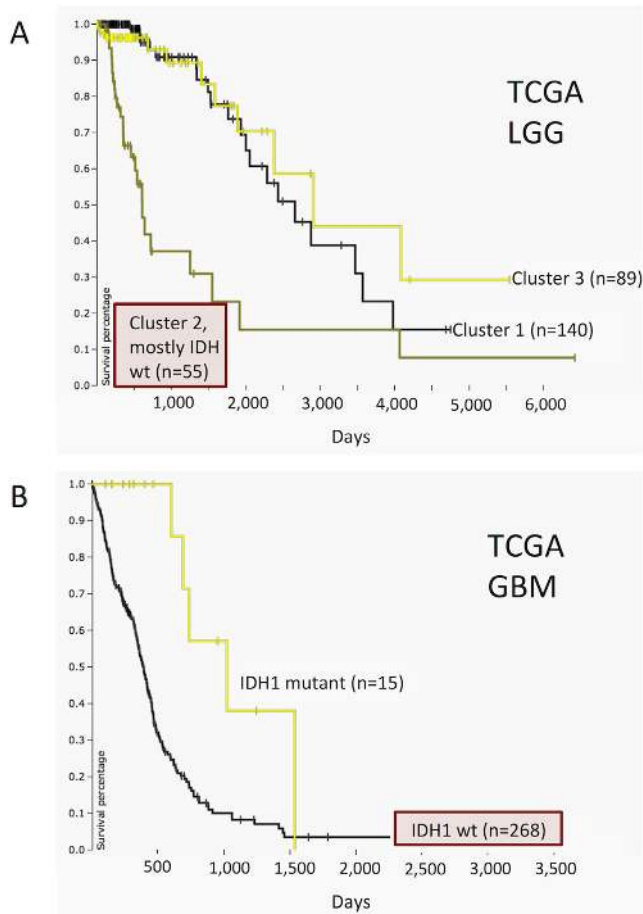 A
TCGA
LGG
1.0
0.9
0.8
0.7
0.6
0.5
0.4
0.3
0.2
0.1
0.0
Survival percentage
Cluster 3 (n=89)
Cluster 1 (n=140)
Cluster 2,
mostly IDH
wt (n=55)
1,000 2,000 3,000 4,000 5,000 6,000
Days
B
TCGA
GBM
1.0
0.9
0.8
0.7
0.6
0.5
0.4
0.3
0.2
0.1
0.0
Survival percentage
IDH1 mutant (n=15)
IDH1 wt (n=268)
500 1,000 1,500 2,000 2,500 3,000 3,500
Days